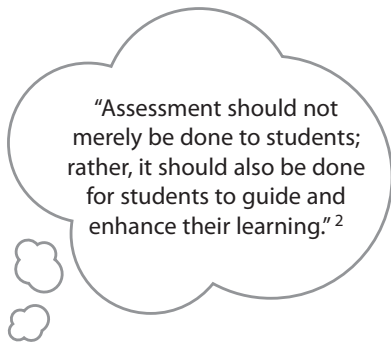 “Assessment should not
merely be done to students;
rather, it should also be done
for students to guide and
enhance their learning.” 2